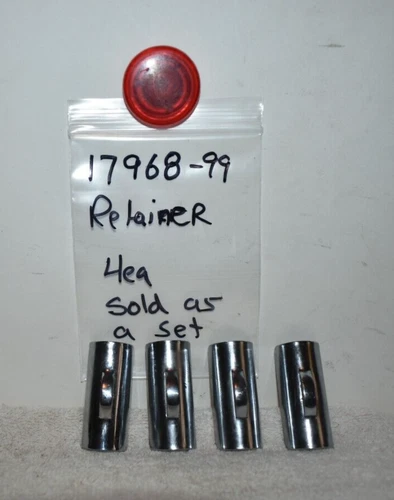 17968-99
Retainer
4ea
Sold as
a set